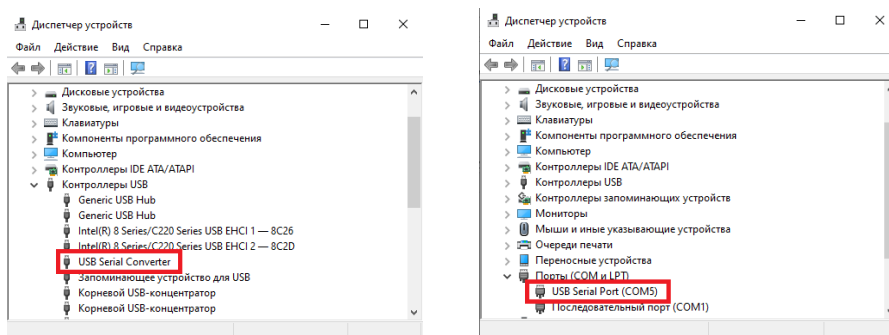 Диспетчер устройств
Файл Действие Вид Справка
Дисковые устройства
Звуковые, игровые и видеоустройства
Клавиатуры
Компоненты программного обеспечения
Компьютер
Контроллеры IDE ATA/ATAPI
Контроллеры USB
Generic USB Hub
Generic USB Hub
Intel(R) 8 Series/C220 Series USB EHCI 1 — 8C26
Intel(R) 8 Series/C220 Series USB EHCI 2 — 8C2D
USB Serial Converter
Запоминающее устройство для USB
Корневой USB-концентратор
Корневой USB-концентратор
Диспетчер устройств
Файл Действие Вид Справка
Дисковые устройства
Звуковые, игровые и видеоустройства
Клавиатуры
Компоненты программного обеспечения
Компьютер
Контроллеры IDE ATA/ATAPI
Контроллеры USB
Контроллеры запоминающих устройств
Мониторы
Мыши и иные указывающие устройства
Очереди печати
Переносные устройства
Порты (COM и LPT)
USB Serial Port (COM5)
Последовательный порт (COM1)